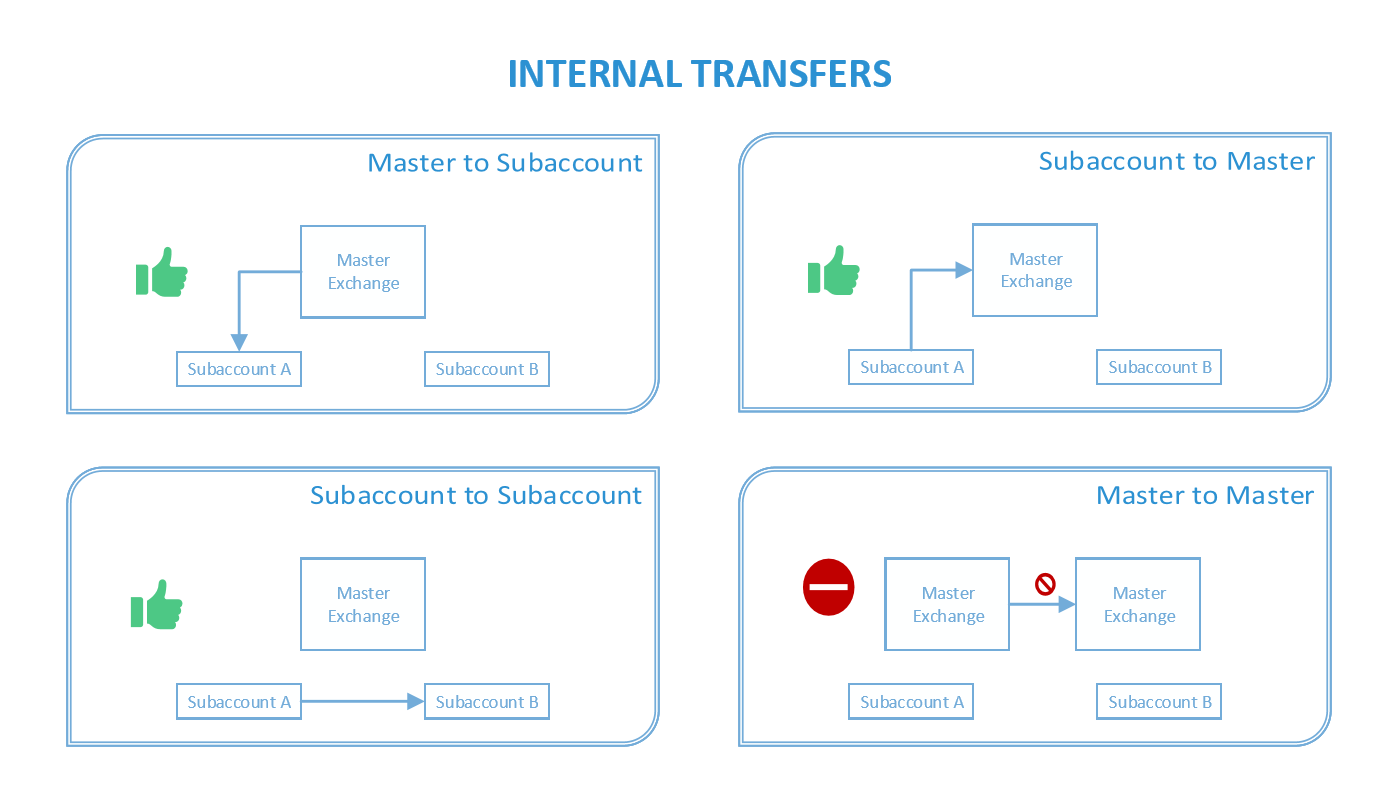 INTERNAL TRANSFERS
Master to Subaccount
Master
Exchange
Subaccount A
Subaccount B
Subaccount to Master
Master
Exchange
Subaccount A
Subaccount B
Subaccount to Subaccount
Master
Exchange
Subaccount A
Subaccount B
Master to Master
Master
Exchange
Master
Exchange
Subaccount A
Subaccount B